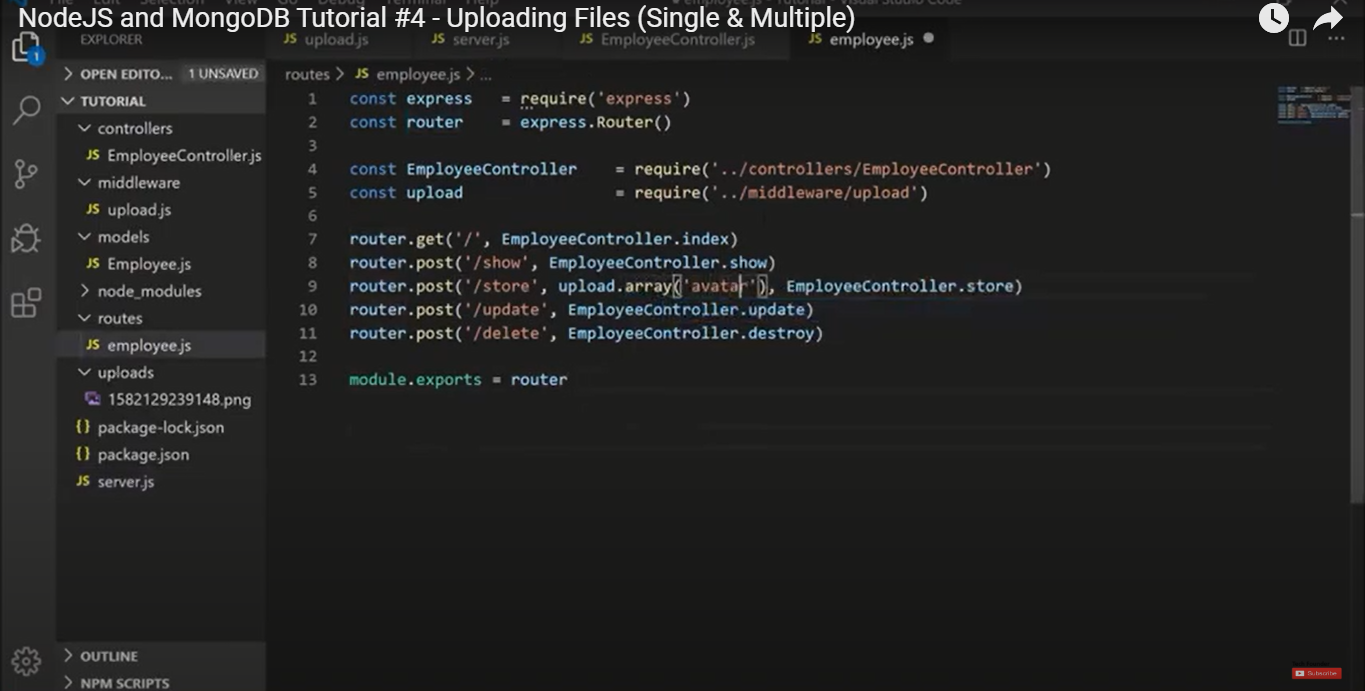 NodeJS and MongoDB Tutorial #4 - Uploading Files (Single & Multiple)
EXPLORER
JS upload.js
JS server.js
JS EmployeeController.js
JS employee.js
1
OPEN EDITO... 1 UNSAVED
routes > JS employee.js > ...
TUTORIAL
controllers
JS EmployeeController.js
middleware
JS upload.js
models
JS Employee.js
node_modules
routes
JS employee.js
uploads
1582129239148.png
{} package-lock.json
{} package.json
JS server.js
OUTLINE
NPM SCRIPTS
1 const express = require('express')
2 const router = express.Router()
3
4 const EmployeeController = require('../controllers/EmployeeController')
5 const upload = require('../middleware/upload')
6
7 router.get('/', EmployeeController.index)
8 router.post('/show', EmployeeController.show)
9 router.post('/store', upload.array('avatar'), EmployeeController.store)
10 router.post('/update', EmployeeController.update)
11 router.post('/delete', EmployeeController.destroy)
12
13 module.exports = router
Subscribe